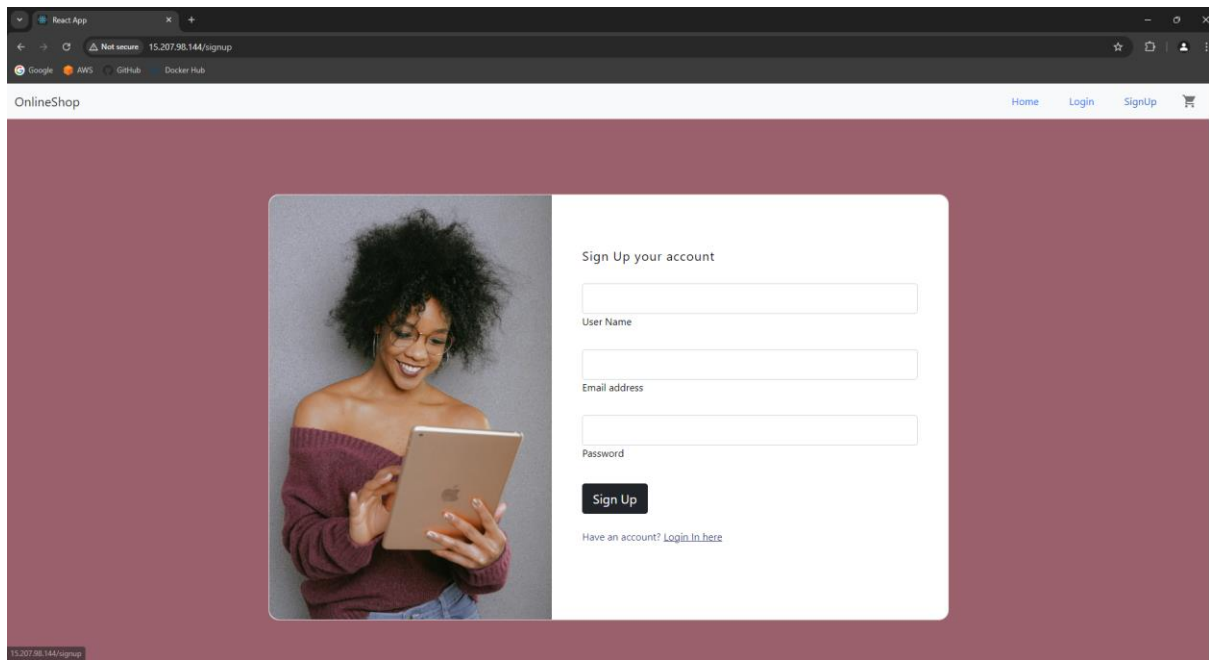 React App
Not secure 15.207.98.144/signup
Google AWS GitHub Docker Hub
OnlineShop Home Login SignUp
Sign Up your account
User Name
Email address
Password
Sign Up
Have an account? Login In here
15.207.98.144/signup